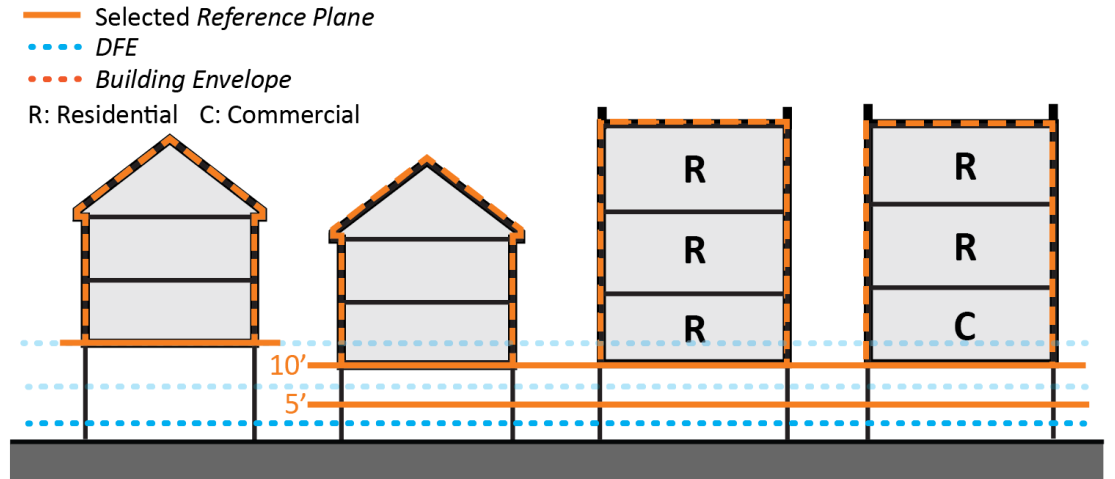 Selected Reference Plane
DFE
Building Envelope
R: Residential C: Commercial
R R
R R
R C
10’
5’